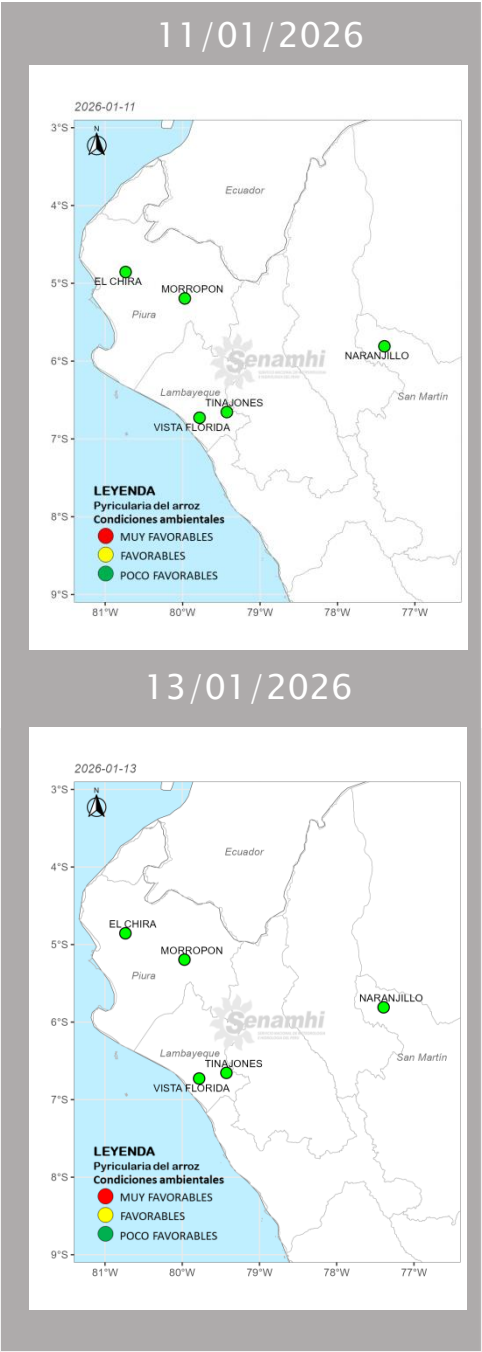 11/01/2026
2026-01-11
3°S
N
Ecuador
4°S
5°S
EL CHIRA
MORROPON
Piura
NARANJILLO
6°S
Senamhi
Lambayeque
San Martín
TINAJONES
VISTA FLORIDA
7°S
LEYENDA
Pyricularia del arroz
Condiciones ambientales
8°S
MUY FAVORABLES
FAVORABLES
POCO FAVORABLES
9°S
81°W 80°W 79°W 78°W 77°W
13/01/2026
2026-01-13
3°S
N
Ecuador
4°S
EL CHIRA
5°S
MORROPON
Piura
NARANJILLO
6°S
Senamhi
Lambayeque
San Martín
TINAJONES
VISTA FLORIDA
7°S
LEYENDA
Pyricularia del arroz
Condiciones ambientales
8°S
MUY FAVORABLES
FAVORABLES
POCO FAVORABLES
9°S
81°W 80°W 79°W 78°W 77°W